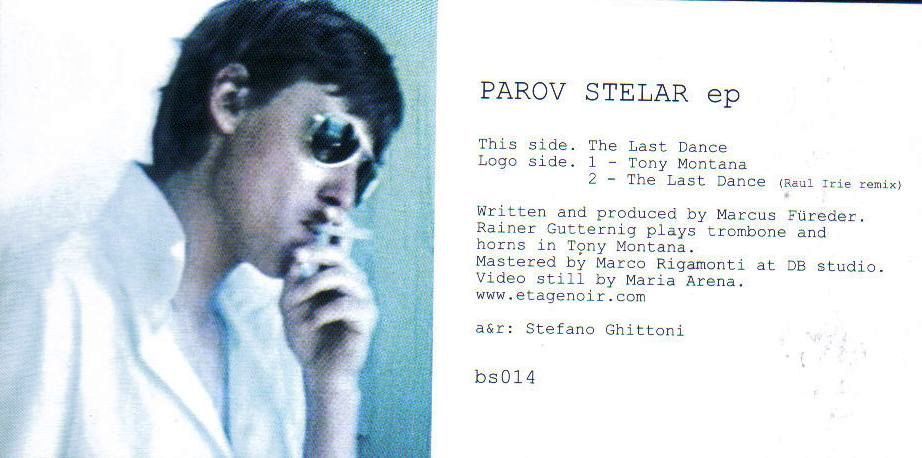 PAROV STELAR ep
This side. The Last Dance
Logo side. 1 - Tony Montana
2 - The Last Dance (Raul Irie remix)
Written and produced by Marcus Füreder.
Rainer Gutternig plays trombone and
horns in Tony Montana.
Mastered by Marco Rigamonti at DB studio.
Video still by Maria Arena.
www.etagenoir.com
a&r: Stefano Ghittoni
bs014